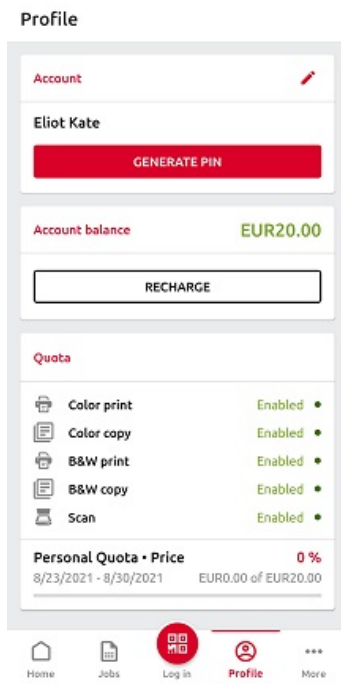 Profile
Account
Eliot Kate
GENERATE PIN
Account balance EUR20.00
RECHARGE
Quota
Color print Enabled
Color copy Enabled
B&W print Enabled
B&W copy Enabled
Scan Enabled
Personal Quota • Price 0 %
8/23/2021 - 8/30/2021 EUR0.00 of EUR20.00
Home Jobs Log in Profile More